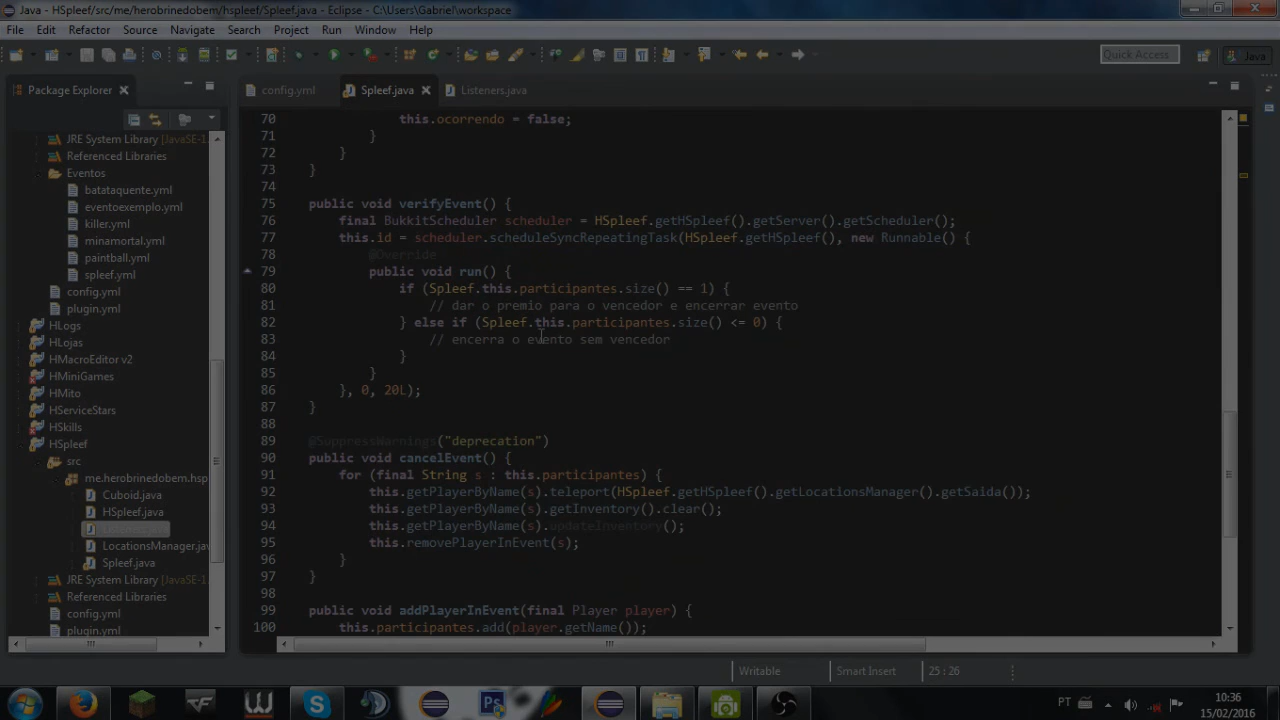 Java - HSpleef/src/me/herobrinedobem/hspleef/Spleef.java - Eclipse - C:\Users\Gabriel\workspace
File Edit Refactor Source Navigate Search Project Run Window Help
Quick Access Java
Package Explorer
config.yml Spleef.java Listeners.java
JRE System Library [JavaSE-1.
Referenced Libraries
Eventos
batataquente.yml
eventoexemplo.yml
killer.yml
minamortal.yml
paintball.yml
spleef.yml
config.yml
plugin.yml
HLogs
HLojas
HMacroEditor v2
HMiniGames
HMito
HServiceStars
HSkills
HSpleef
src
me.herobrinedobem.hsp
Cuboid.java
HSpleef.java
LocationsManager.jav
Spleef.java
JRE System Library [JavaSE-1.
Referenced Libraries
config.yml
plugin.yml
70 this.ocorrendo = false;
71 }
72 }
73 }
74
75 public void verifyEvent() {
76 final BukkitScheduler scheduler = HSpleef.getHSpleef().getServer().getScheduler();
77 this.id = scheduler.scheduleSyncRepeatingTask(HSpleef.getHSpleef(), new Runnable() {
78 @Override
79 public void run() {
80 if (Spleef.this.participantes.size() == 1) {
81 // dar o premio para o vencedor e encerrar evento
82 } else if (Spleef.this.participantes.size() <= 0) {
83 // encerra o evento sem vencedor
84 }
85 }
86 }, 0, 20L);
87 }
88
89 @SuppressWarnings("deprecation")
90 public void cancelEvent() {
91 for (final String s : this.participantes) {
92 this.getPlayerByName(s).teleport(HSpleef.getHSpleef().getLocationsManager().getSaida());
93 this.getPlayerByName(s).getInventory().clear();
94 this.getPlayerByName(s).updateInventory();
95 this.removePlayerInEvent(s);
96 }
97 }
98
99 public void addPlayerInEvent(final Player player) {
100 this.participantes.add(player.getName());
Writable Smart Insert 25 : 26
PT 10:36
15/02/2016